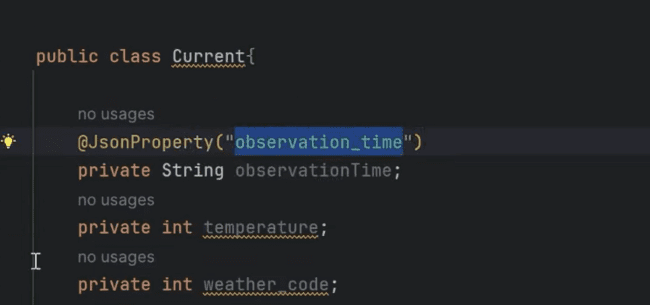 public class Current{
no usages
@JsonProperty("observation_time")
private String observationTime;
no usages
private int temperature;
no usages
private int weather_code;